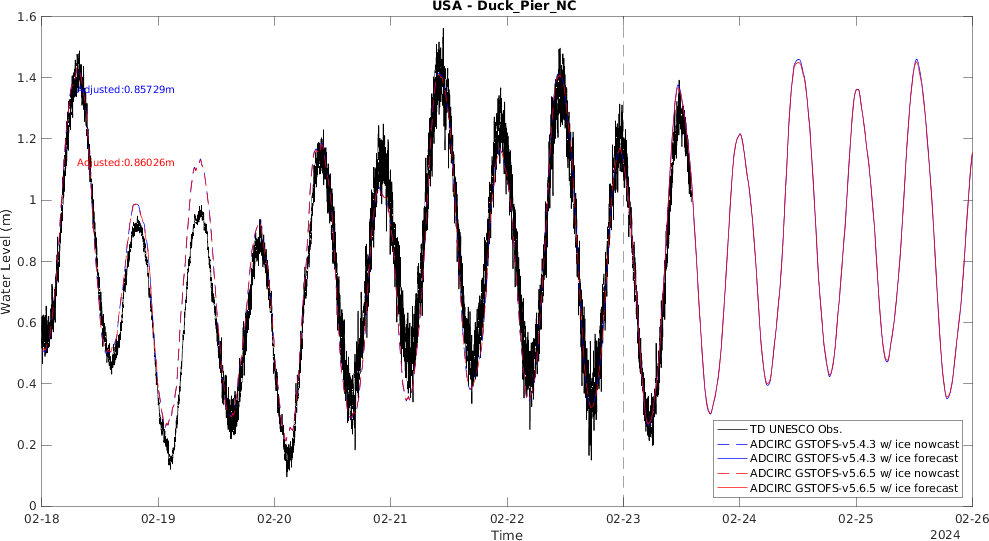 USA - Duck_Pier_NC
1.6
1.4
1.2
1
0.8
0.6
0.4
0.2
0
Water Level (m)
Adjusted:0.85729m
Adjusted:0.86026m
TD UNESCO Obs.
ADCIRC GSTOFS-v5.4.3 w/ ice nowcast
ADCIRC GSTOFS-v5.4.3 w/ ice forecast
ADCIRC GSTOFS-v5.6.5 w/ ice nowcast
ADCIRC GSTOFS-v5.6.5 w/ ice forecast
02-18 02-19 02-20 02-21 02-22 02-23 02-24 02-25 02-26
Time
2024